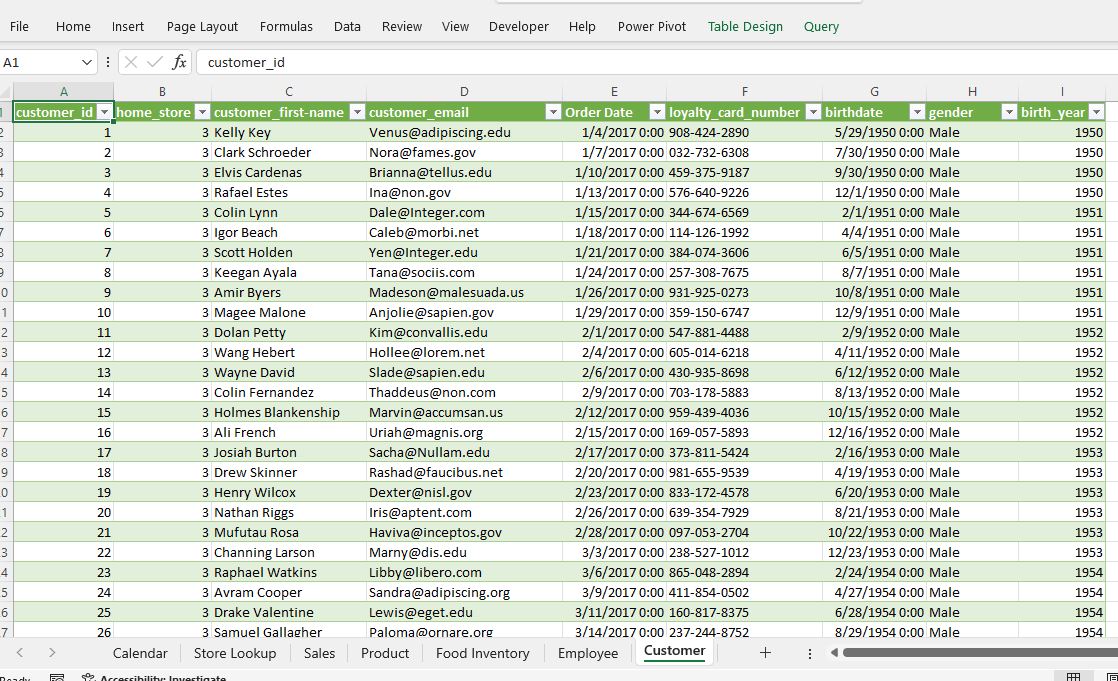 File Home Insert Page Layout Formulas Data Review View Developer Help Power Pivot Table Design Query
A1 fx customer_id
A B C D E F G H I
customer_id home_store customer_first-name customer_email Order Date loyalty_card_number birthdate gender birth_year
1 3 Kelly Key Venus@adipiscing.edu 1/4/2017 0:00 908-424-2890 5/29/1950 0:00 Male 1950
2 3 Clark Schroeder Nora@fames.gov 1/7/2017 0:00 032-732-6308 7/30/1950 0:00 Male 1950
3 3 Elvis Cardenas Brianna@tellus.edu 1/10/2017 0:00 459-375-9187 9/30/1950 0:00 Male 1950
4 3 Rafael Estes Ina@non.gov 1/13/2017 0:00 576-640-9226 12/1/1950 0:00 Male 1950
5 3 Colin Lynn Dale@Integer.com 1/15/2017 0:00 344-674-6569 2/1/1951 0:00 Male 1951
6 3 Igor Beach Caleb@morbi.net 1/18/2017 0:00 114-126-1992 4/4/1951 0:00 Male 1951
7 3 Scott Holden Yen@Integer.edu 1/21/2017 0:00 384-074-3606 6/5/1951 0:00 Male 1951
8 3 Keegan Ayala Tana@sociis.com 1/24/2017 0:00 257-308-7675 8/7/1951 0:00 Male 1951
9 3 Amir Byers Madeson@malesuada.us 1/26/2017 0:00 931-925-0273 10/8/1951 0:00 Male 1951
10 3 Magee Malone Anjolie@sapien.gov 1/29/2017 0:00 359-150-6747 12/9/1951 0:00 Male 1951
11 3 Dolan Petty Kim@convallis.edu 2/1/2017 0:00 547-881-4488 2/9/1952 0:00 Male 1952
12 3 Wang Hebert Hollee@lorem.net 2/4/2017 0:00 605-014-6218 4/11/1952 0:00 Male 1952
13 3 Wayne David Slade@sapien.edu 2/6/2017 0:00 430-935-8698 6/12/1952 0:00 Male 1952
14 3 Colin Fernandez Thaddeus@non.com 2/9/2017 0:00 703-178-5883 8/13/1952 0:00 Male 1952
15 3 Holmes Blankenship Marvin@accumsan.us 2/12/2017 0:00 959-439-4036 10/15/1952 0:00 Male 1952
16 3 Ali French Uriah@magnis.org 2/15/2017 0:00 169-057-5893 12/16/1952 0:00 Male 1952
17 3 Josiah Burton Sacha@Nullam.edu 2/17/2017 0:00 373-811-5424 2/16/1953 0:00 Male 1953
18 3 Drew Skinner Rashad@faucibus.net 2/20/2017 0:00 981-655-9539 4/19/1953 0:00 Male 1953
19 3 Henry Wilcox Dexter@nisl.gov 2/23/2017 0:00 833-172-4578 6/20/1953 0:00 Male 1953
20 3 Nathan Riggs Iris@aptent.com 2/26/2017 0:00 639-354-7929 8/21/1953 0:00 Male 1953
21 3 Mufutau Rosa Haviva@inceptos.gov 2/28/2017 0:00 097-053-2704 10/22/1953 0:00 Male 1953
22 3 Channing Larson Marny@dis.edu 3/3/2017 0:00 238-527-1012 12/23/1953 0:00 Male 1953
23 3 Raphael Watkins Libby@libero.com 3/6/2017 0:00 865-048-2894 2/24/1954 0:00 Male 1954
24 3 Avram Cooper Sandra@adipiscing.org 3/9/2017 0:00 411-854-0502 4/27/1954 0:00 Male 1954
25 3 Drake Valentine Lewis@eget.edu 3/11/2017 0:00 160-817-8375 6/28/1954 0:00 Male 1954
26 3 Samuel Gallagher Paloma@ornare.org 3/14/2017 0:00 237-244-8752 8/29/1954 0:00 Male 1954
Calendar Store Lookup Sales Product Food Inventory Employee Customer
Accessibility: Investigate